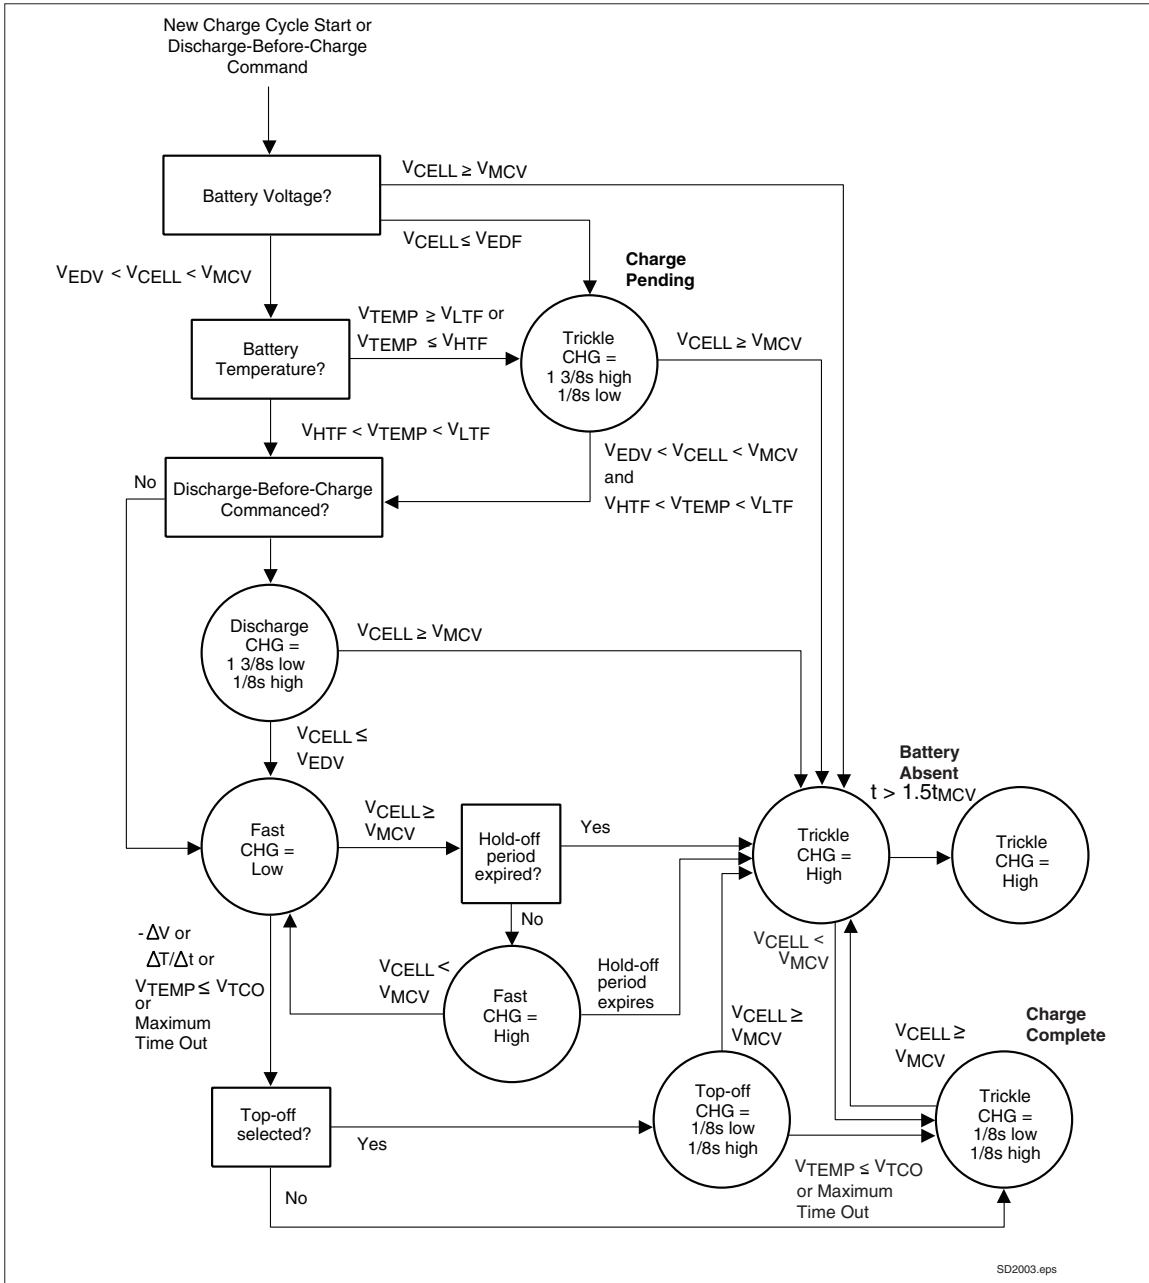 New Charge Cycle Start or
Discharge-Before-Charge
Command
Battery Voltage?
VCELL ≥ VMCV
VCELL ≤ VEDF
VEDV < VCELL < VMCV
Charge
Pending
Battery
Temperature?
VTEMP ≥ VLTF or
VTEMP ≤ VHTF
Trickle
CHG =
1 3/8s high
1/8s low
VCELL ≥ VMCV
VHTF < VTEMP < VLTF
VEDV < VCELL < VMCV
and
VHTF < VTEMP < VLTF
No
Discharge-Before-Charge
Commanced?
Discharge
CHG =
1 3/8s low
1/8s high
VCELL ≥ VMCV
VCELL ≤
VEDV
Fast
CHG =
Low
VCELL ≥
VMCV
Hold-off
period
expired?
Yes
No
Battery
Absent
t > 1.5tMCV
Trickle
CHG =
High
Trickle
CHG =
High
-ΔV or
ΔT/Δt or
VTEMP ≤ VTCO
or
Maximum
Time Out
VCELL <
VMCV
Fast
CHG =
High
Hold-off
period
expires
VCELL <
VMCV
VCELL ≥
VMCV
VCELL ≥
VMCV
Charge
Complete
Top-off
selected?
Yes
No
Top-off
CHG =
1/8s low
1/8s high
Trickle
CHG =
1/8s low
1/8s high
VTEMP ≤ VTCO
or Maximum
Time Out
SD2003.eps